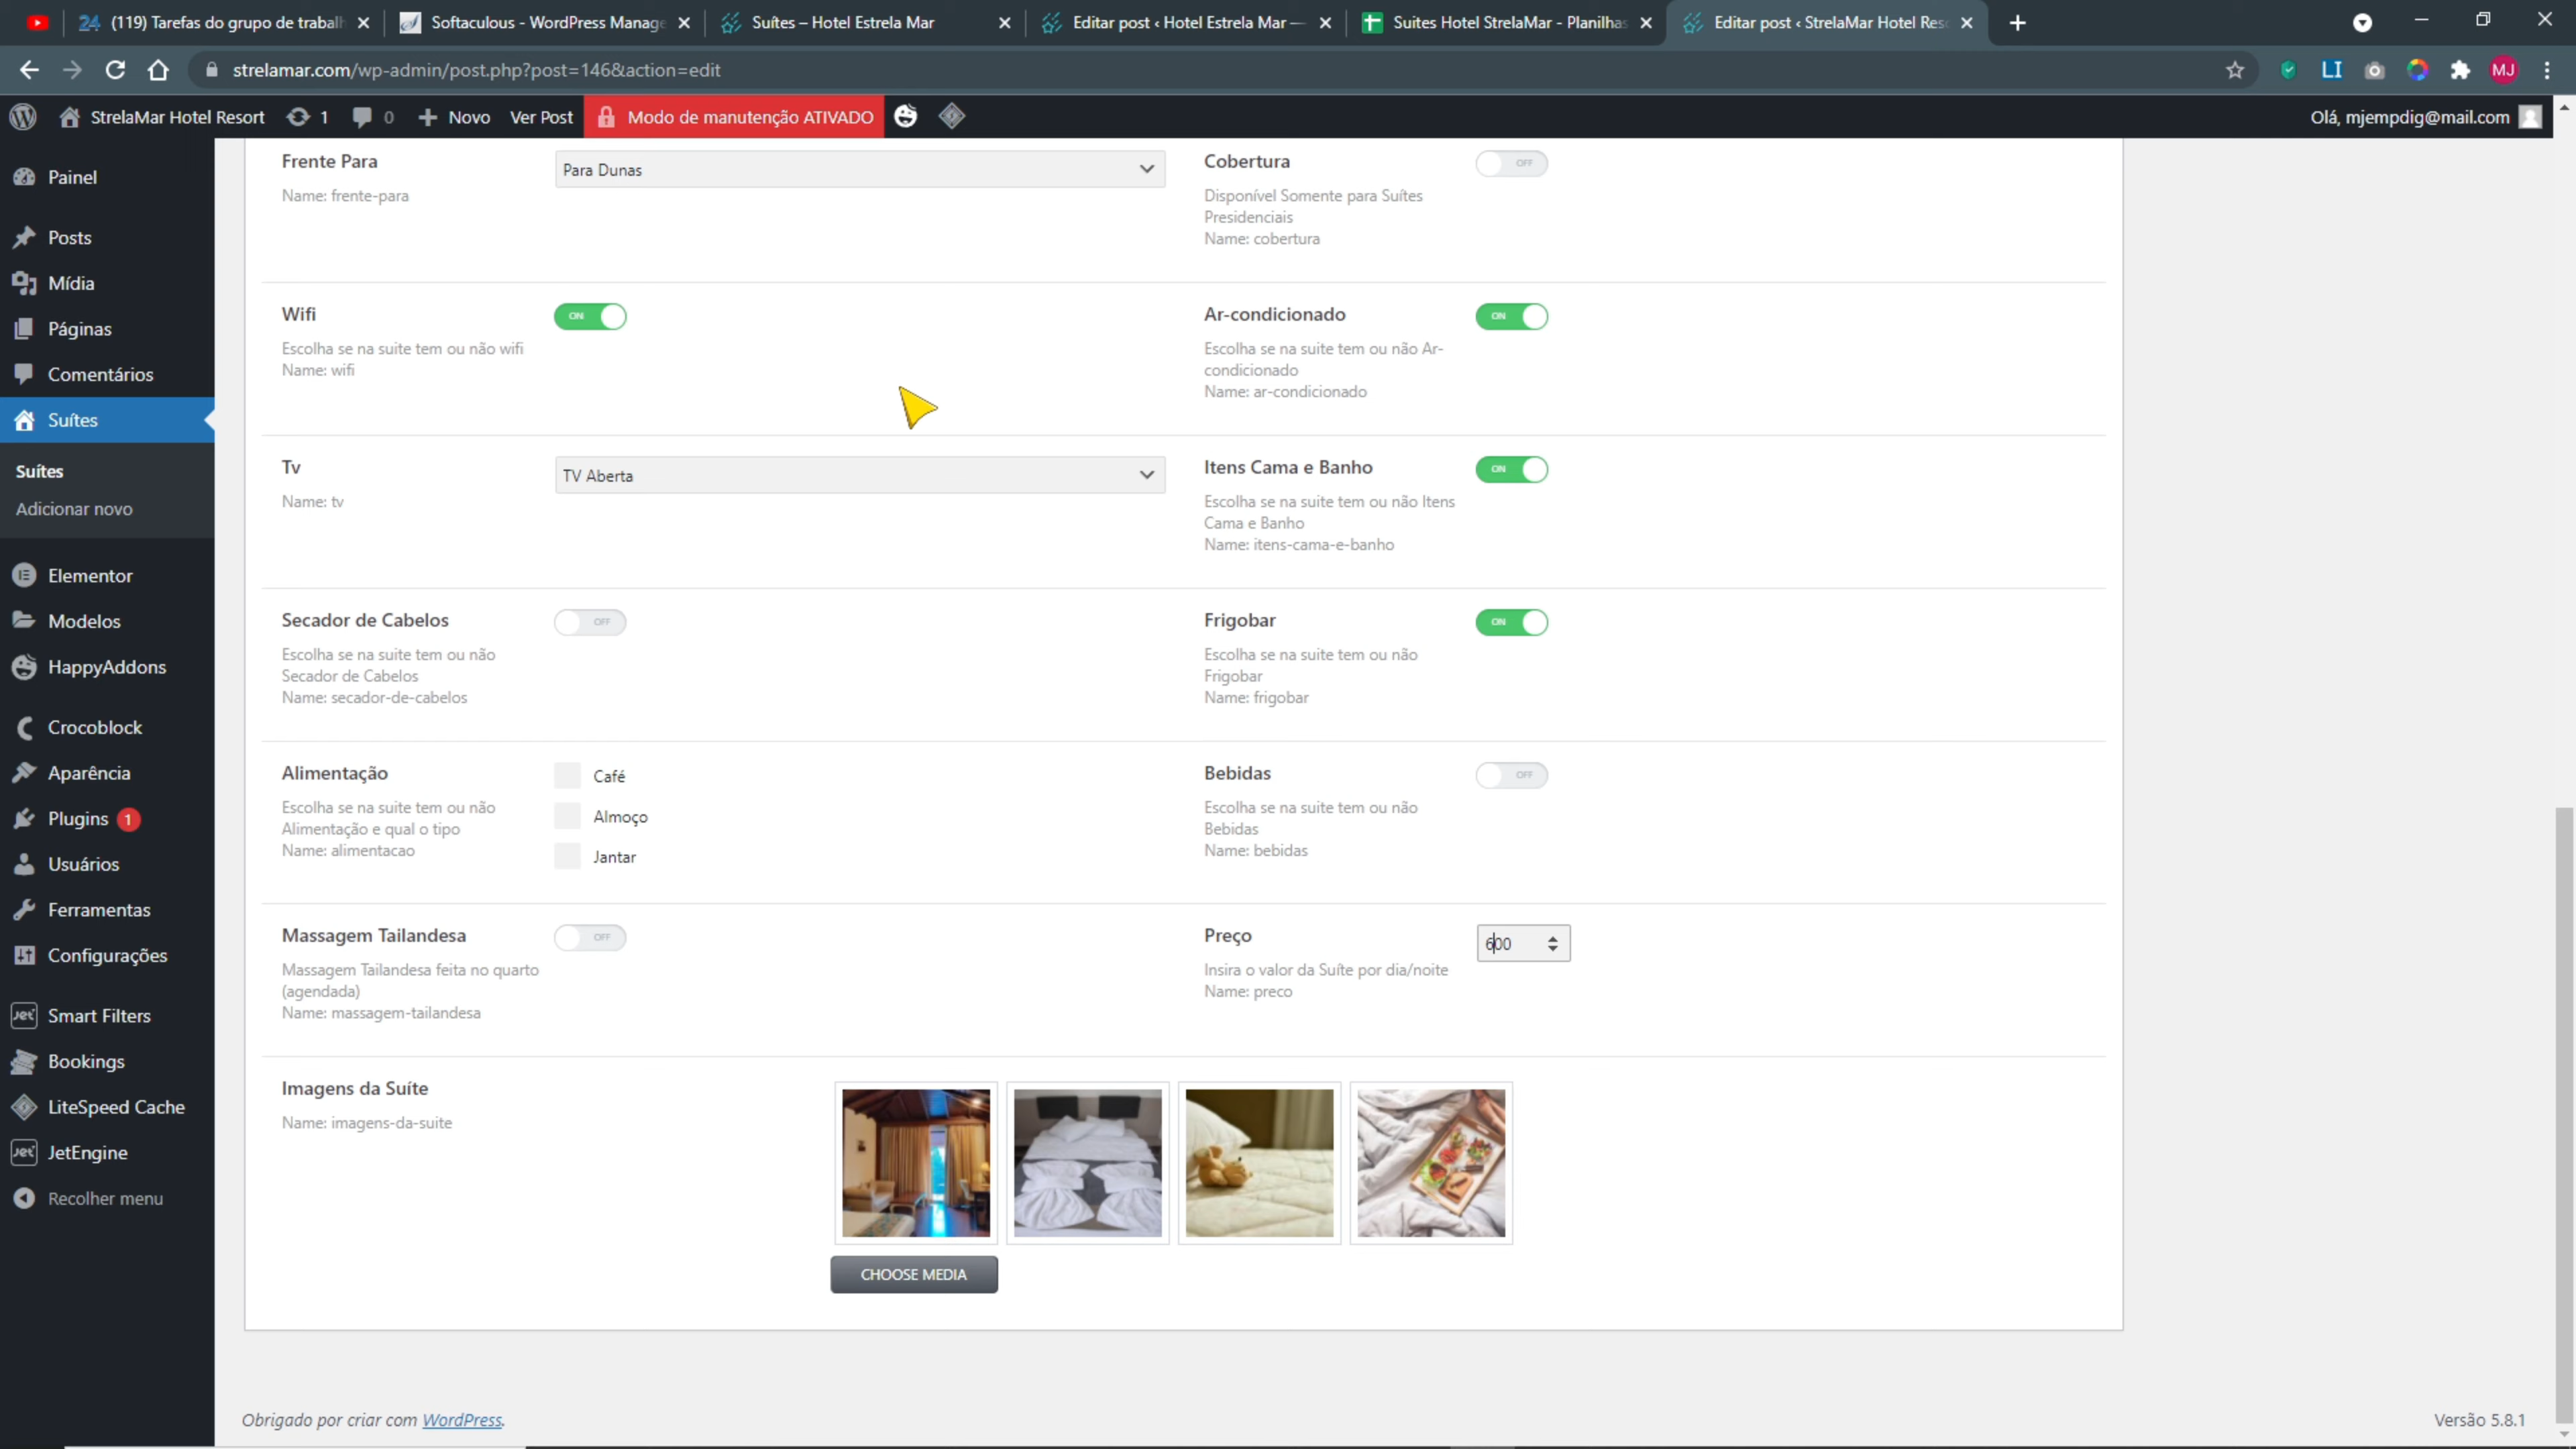 (119) Tarefas do grupo de trabalh
Softaculous - WordPress Manage
Suítes – Hotel Estrela Mar
Editar post ‹ Hotel Estrela Mar —
Suites Hotel StrelaMar - Planilhas
Editar post ‹ StrelaMar Hotel Reso
strelamar.com/wp-admin/post.php?post=146&action=edit
LI
MJ
StrelaMar Hotel Resort
1
0
Novo
Ver Post
Modo de manutenção ATIVADO
Olá, mjempdig@mail.com
Painel
Posts
Mídia
Páginas
Comentários
Suítes
Suítes
Adicionar novo
Elementor
Modelos
HappyAddons
Crocoblock
Aparência
Plugins 1
Usuários
Ferramentas
Configurações
Smart Filters
Bookings
LiteSpeed Cache
JetEngine
Recolher menu
Frente Para
Name: frente-para
Para Dunas
Cobertura
Disponível Somente para Suítes
Presidenciais
Name: cobertura
OFF
Wifi
Escolha se na suite tem ou não wifi
Name: wifi
ON
Ar-condicionado
Escolha se na suite tem ou não Ar-
condicionado
Name: ar-condicionado
ON
Tv
Name: tv
TV Aberta
Itens Cama e Banho
Escolha se na suite tem ou não Itens
Cama e Banho
Name: itens-cama-e-banho
ON
Secador de Cabelos
Escolha se na suite tem ou não
Secador de Cabelos
Name: secador-de-cabelos
OFF
Frigobar
Escolha se na suite tem ou não
Frigobar
Name: frigobar
ON
Alimentação
Escolha se na suite tem ou não
Alimentação e qual o tipo
Name: alimentacao
Café
Almoço
Jantar
Bebidas
Escolha se na suite tem ou não
Bebidas
Name: bebidas
OFF
Massagem Tailandesa
Massagem Tailandesa feita no quarto
(agendada)
Name: massagem-tailandesa
OFF
Preço
Insira o valor da Suíte por dia/noite
Name: preco
600
Imagens da Suíte
Name: imagens-da-suite
CHOOSE MEDIA
Obrigado por criar com WordPress.
Versão 5.8.1